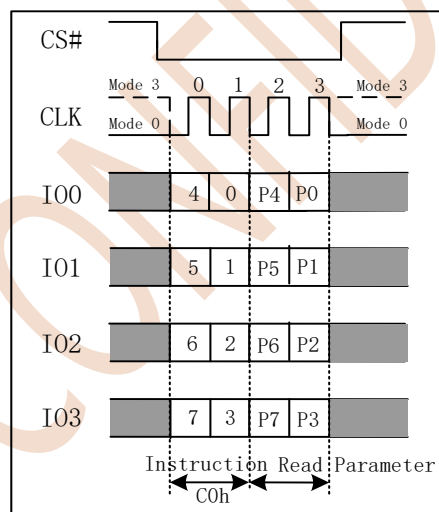 CS#
Mode 3 0 1 2 3 Mode 3
CLK
Mode 0 Mode 0
IO0 4 0 P4 P0
IO1 5 1 P5 P1
IO2 6 2 P6 P2
IO3 7 3 P7 P3
Instruction Read Parameter
C0h